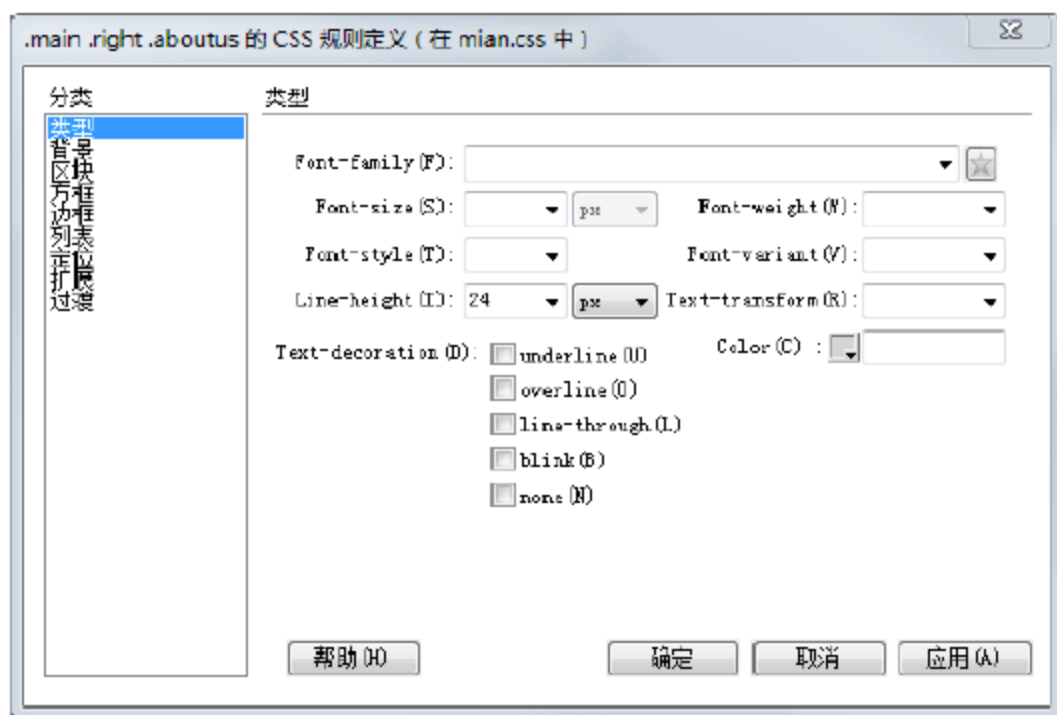 .main .right .aboutus 的 CSS 规则定义 ( 在 mian.css 中 )
分类
类型
背景
区块
方框
边框
列表
定位
扩展
过渡
类型
Font-family(F):
Font-size(S): px Font-weight(W):
Font-style(T): Font-variant(V):
Line-height(I): 24 px Text-transform(R):
Text-decoration(D): underline(U) Color(C) :
overline(O)
line-through(L)
blink(B)
none(N)
帮助(H) 确定 取消 应用(A)